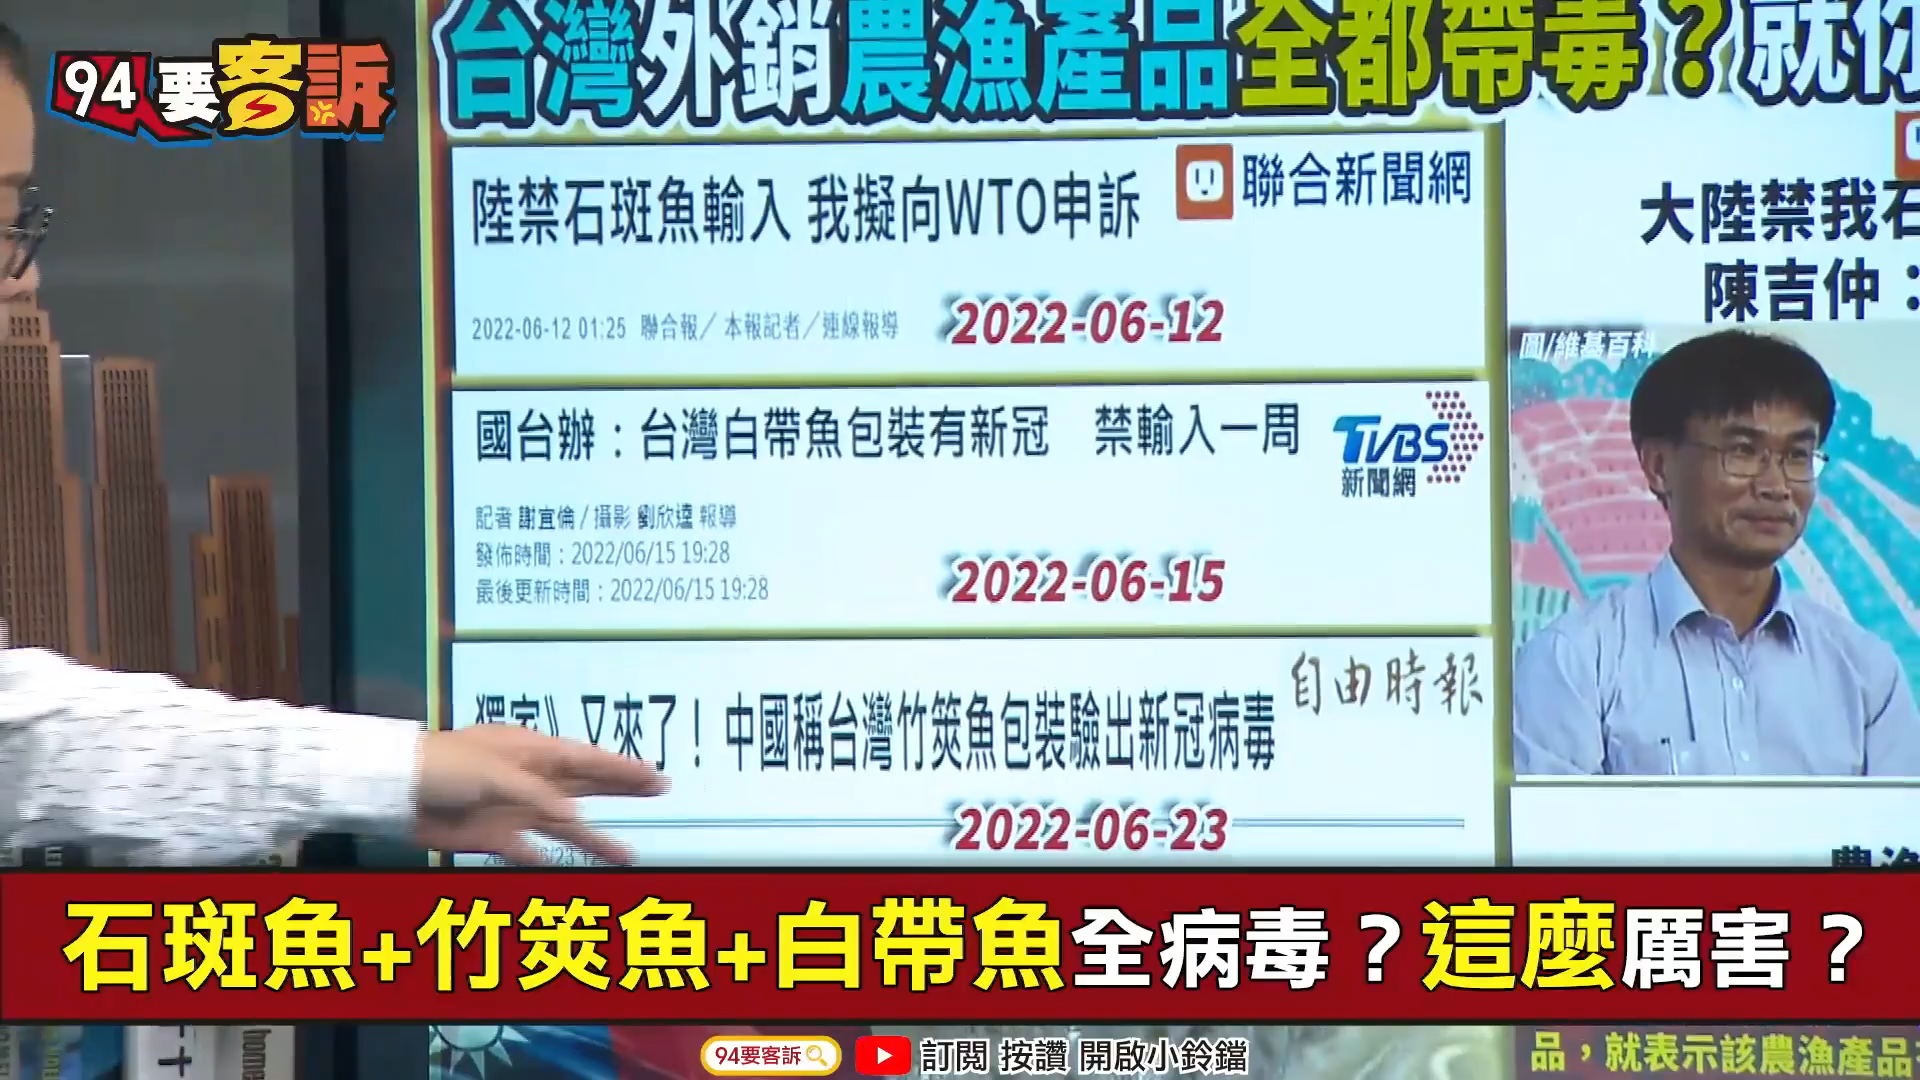 94要客訴
台灣外銷農漁產品全都帶毒？就你
陸禁石斑魚輸入 我擬向WTO申訴
聯合新聞網
2022-06-12 01:25 聯合報／本報記者／連線報導
2022-06-12
國台辦：台灣白帶魚包裝有新冠 禁輸入一周
TVBS
新聞網
記者 謝宜倫 / 攝影 劉欣達 報導
發佈時間：2022/06/15 19:28
最後更新時間：2022/06/15 19:28
2022-06-15
獨家》又來了！中國稱台灣竹筴魚包裝驗出新冠病毒
自由時報
2022-06-23
大陸禁我石
陳吉仲：
圖/維基百科
石斑魚+竹筴魚+白帶魚全病毒？這麼厲害？
94要客訴
訂閱 按讚 開啟小鈴鐺
品，就表示該農漁產品